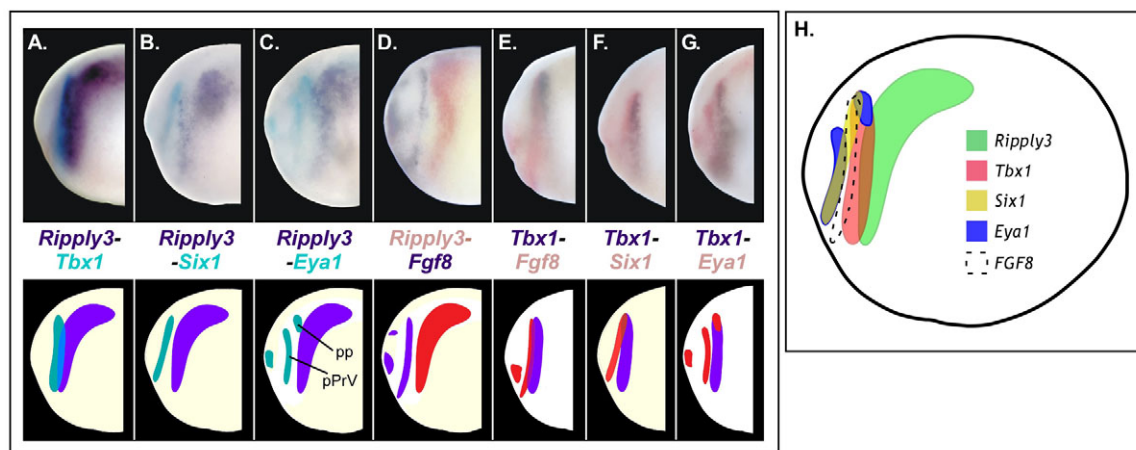 A.
B.
C.
D.
E.
F.
G.
Ripply3-
Tbx1
Ripply3
-Six1
Ripply3
-Eya1
Ripply3-
Fgf8
Tbx1-
Fgf8
Tbx1-
Six1
Tbx1-
Eya1
pp
pPrV
H.
Ripply3
Tbx1
Six1
Eya1
FGF8